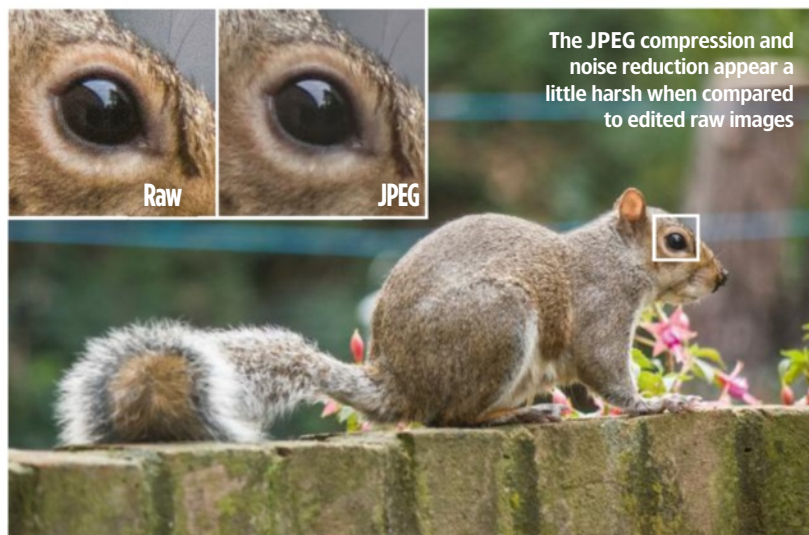 The JPEG compression and
noise reduction appear a
little harsh when compared
to edited raw images
Raw
JPEG